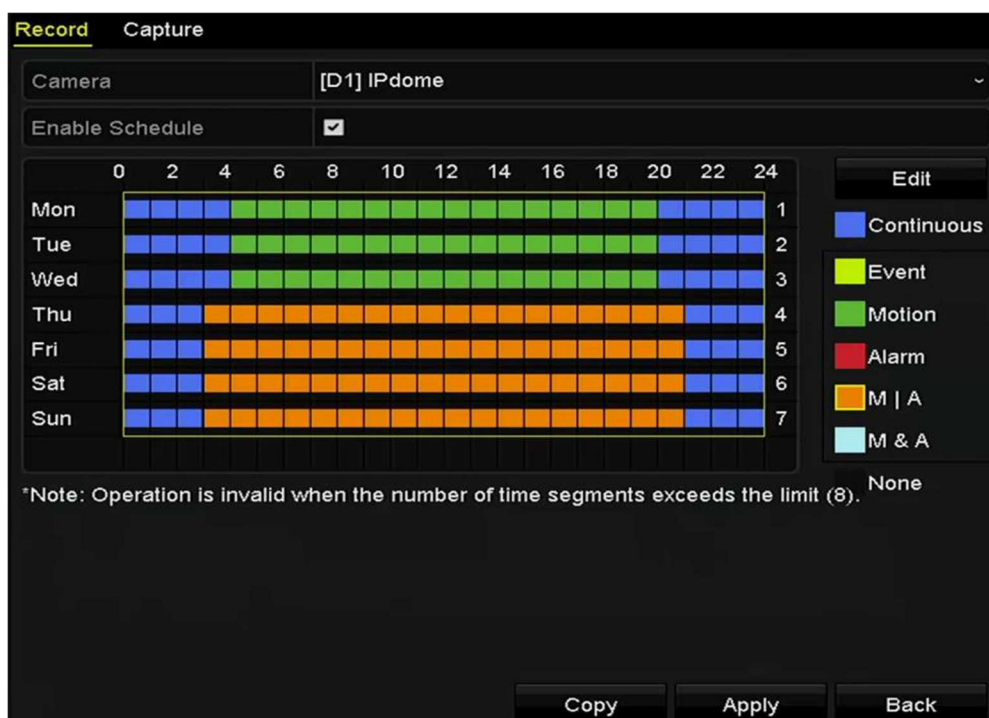 Record Capture
Camera [D1] IPdome
Enable Schedule
0 2 4 6 8 10 12 14 16 18 20 22 24
Edit
Mon 1
Continuous
Tue 2
Wed 3
Event
Thu 4
Motion
Fri 5
Alarm
Sat 6
M | A
Sun 7
M & A
None
*Note: Operation is invalid when the number of time segments exceeds the limit (8).
Copy Apply Back